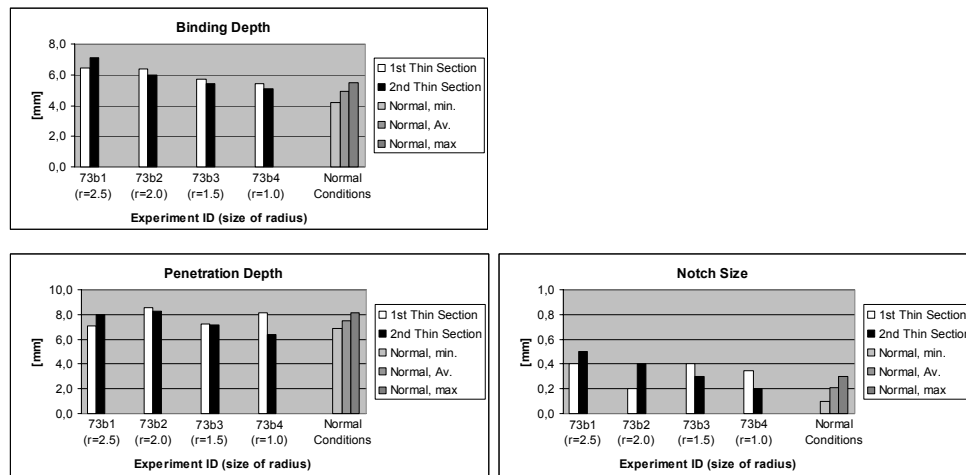 Binding Depth
8,0
6,0
4,0
2,0
0,0
[mm]
73b1 (r=2.5)
73b2 (r=2.0)
73b3 (r=1.5)
73b4 (r=1.0)
Normal Conditions
Experiment ID (size of radius)
1st Thin Section
2nd Thin Section
Normal, min.
Normal, Av.
Normal, max
Penetration Depth
10,0
8,0
6,0
4,0
2,0
0,0
[mm]
73b1 (r=2.5)
73b2 (r=2.0)
73b3 (r=1.5)
73b4 (r=1.0)
Normal Conditions
Experiment ID (size of radius)
1st Thin Section
2nd Thin Section
Normal, min.
Normal, Av.
Normal, max
Notch Size
1,0
0,8
0,6
0,4
0,2
0,0
[mm]
73b1 (r=2.5)
73b2 (r=2.0)
73b3 (r=1.5)
73b4 (r=1.0)
Normal Conditions
Experiment ID (size of radius)
1st Thin Section
2nd Thin Section
Normal, min.
Normal, Av.
Normal, max